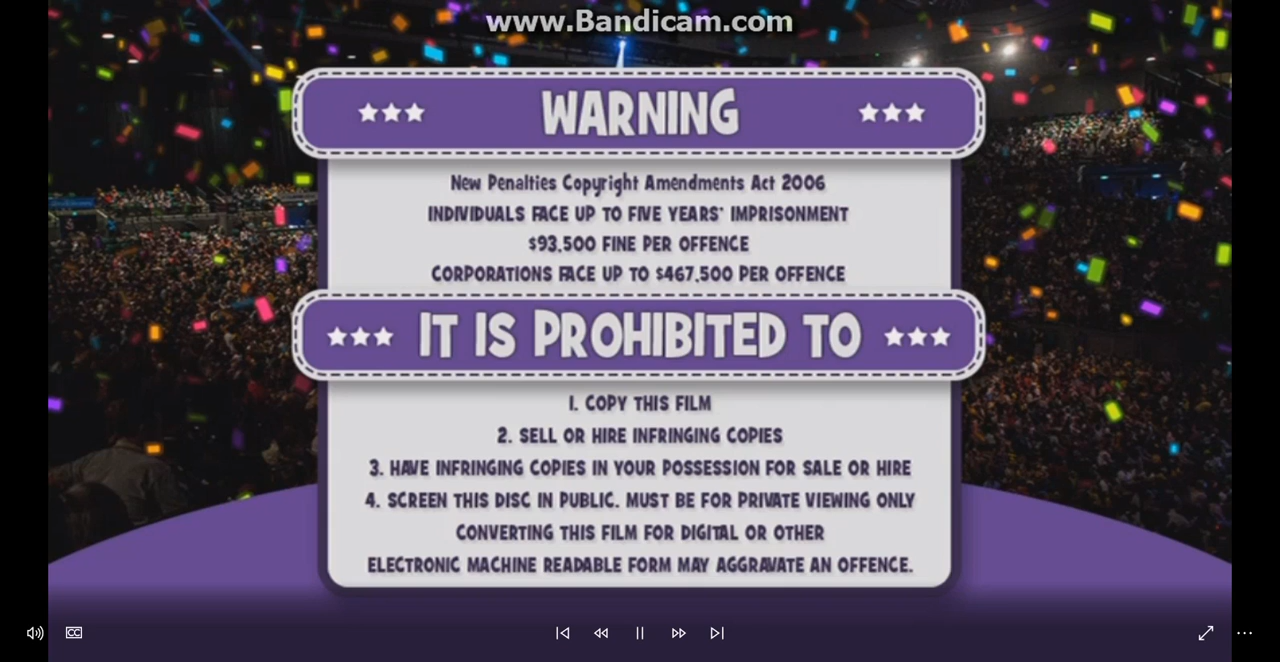 www.Bandicam.com
WARNING
New Penalties Copyright Amendments Act 2006
INDIVIDUALS FACE UP TO FIVE YEARS' IMPRISONMENT
$93,500 FINE PER OFFENCE
CORPORATIONS FACE UP TO $467,500 PER OFFENCE
IT IS PROHIBITED TO
1. COPY THIS FILM
2. SELL OR HIRE INFRINGING COPIES
3. HAVE INFRINGING COPIES IN YOUR POSSESSION FOR SALE OR HIRE
4. SCREEN THIS DISC IN PUBLIC. MUST BE FOR PRIVATE VIEWING ONLY
CONVERTING THIS FILM FOR DIGITAL OR OTHER
ELECTRONIC MACHINE READABLE FORM MAY AGGRAVATE AN OFFENCE.
CC